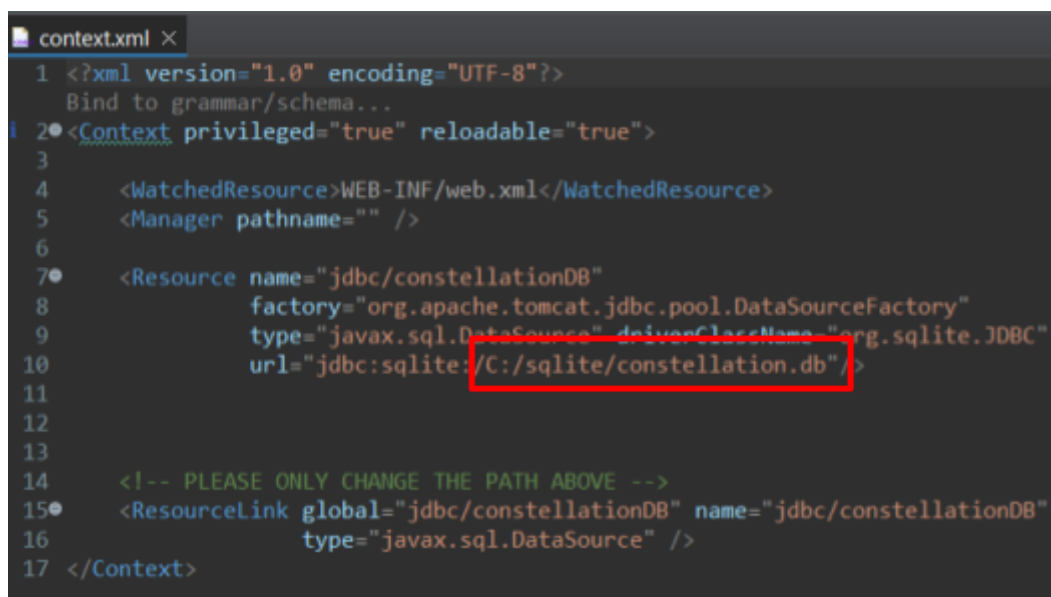 context.xml ×
1 <?xml version="1.0" encoding="UTF-8"?>
Bind to grammar/schema...
i 2 <Context privileged="true" reloadable="true">
3
4 <WatchedResource>WEB-INF/web.xml</WatchedResource>
5 <Manager pathname="" />
6
7 <Resource name="jdbc/constellationDB"
8 factory="org.apache.tomcat.jdbc.pool.DataSourceFactory"
9 type="javax.sql.DataSource" driverClassName="org.sqlite.JDBC"
10 url="jdbc:sqlite:/C:/sqlite/constellation.db"/>
11
12
13
14 <!-- PLEASE ONLY CHANGE THE PATH ABOVE -->
15 <ResourceLink global="jdbc/constellationDB" name="jdbc/constellationDB"
16 type="javax.sql.DataSource" />
17 </Context>